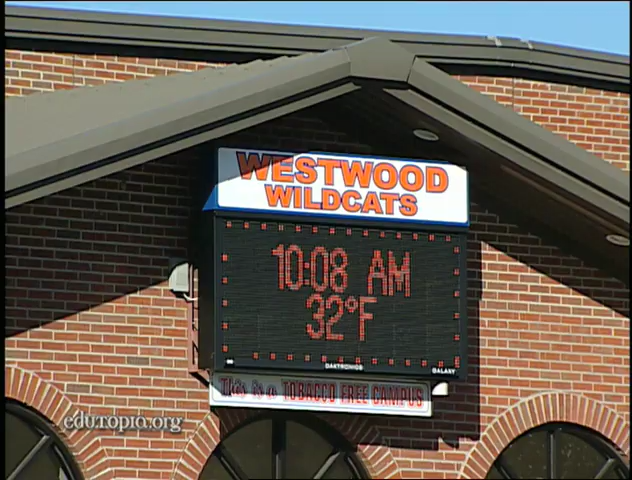 WESTWOOD
WILDCATS
10:08 AM
32°F
DAKTRONICS
GALAXY
This is a TOBACCO FREE CAMPUS
edutopia.org